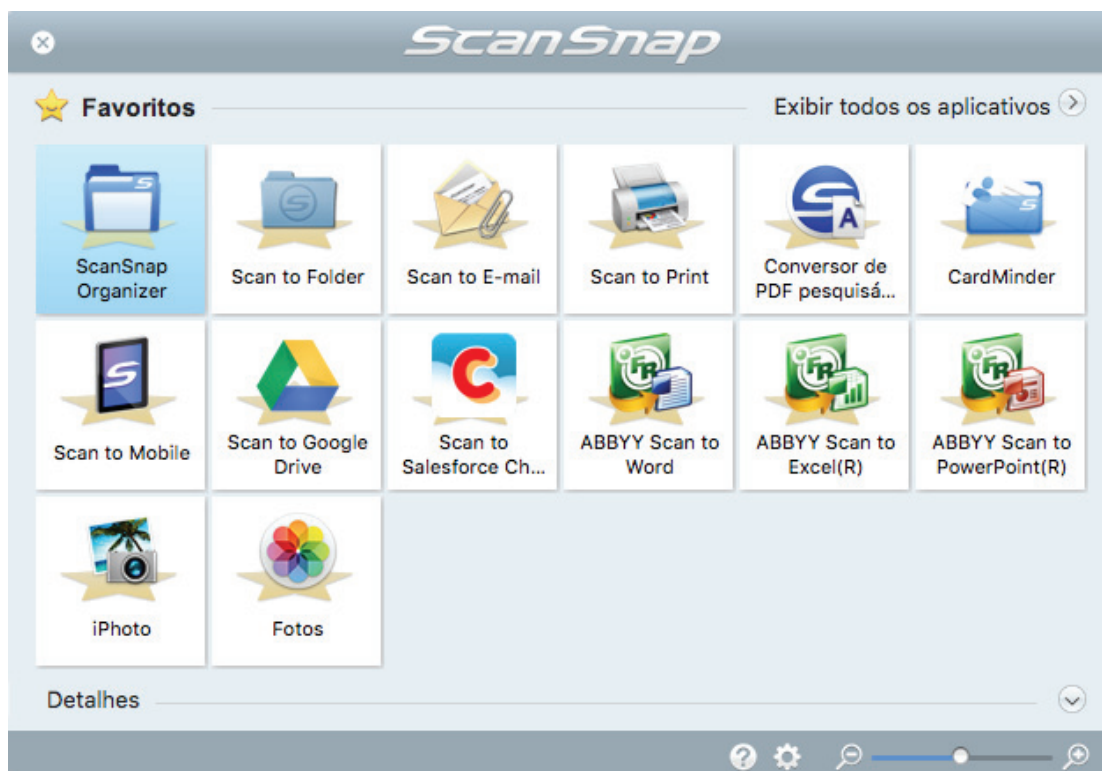 ScanSnap
Favoritos
Exibir todos os aplicativos
ScanSnap
Organizer
Scan to Folder
Scan to E-mail
Scan to Print
Conversor de
PDF pesquisá...
CardMinder
Scan to Mobile
Scan to Google
Drive
Scan to
Salesforce Ch...
ABBYY Scan to
Word
ABBYY Scan to
Excel(R)
ABBYY Scan to
PowerPoint(R)
iPhoto
Fotos
Detalhes